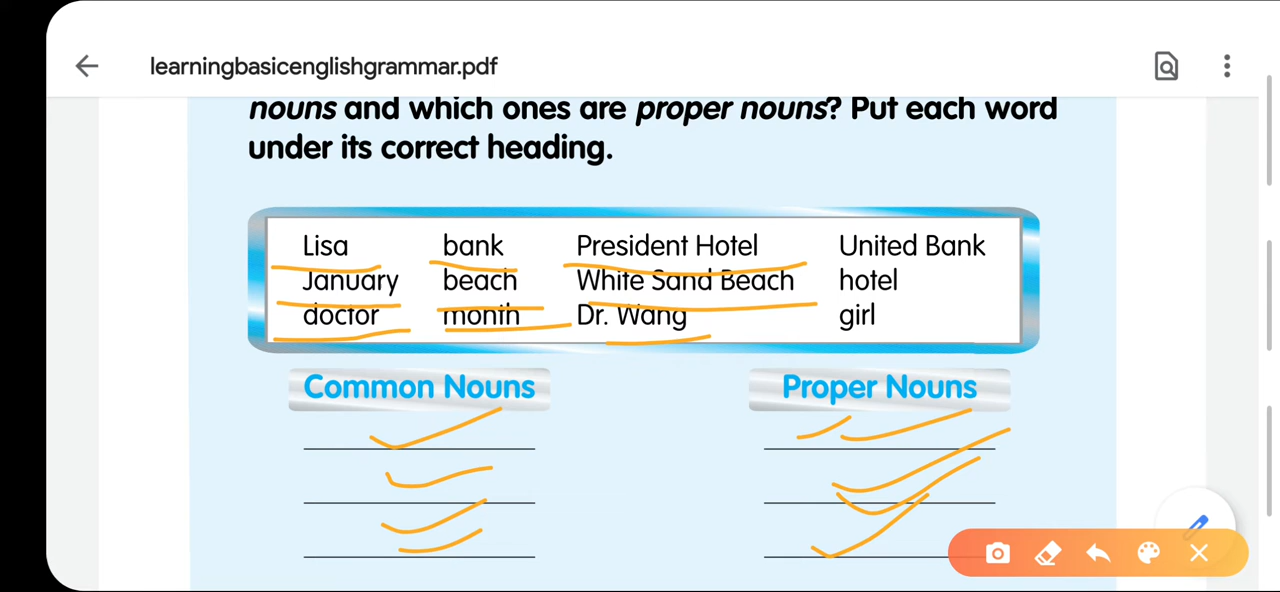 learningbasicenglishgrammar.pdf
nouns and which ones are proper nouns? Put each word
under its correct heading.
Lisa bank President Hotel United Bank
January beach White Sand Beach hotel
doctor month Dr. Wang girl
Common Nouns Proper Nouns